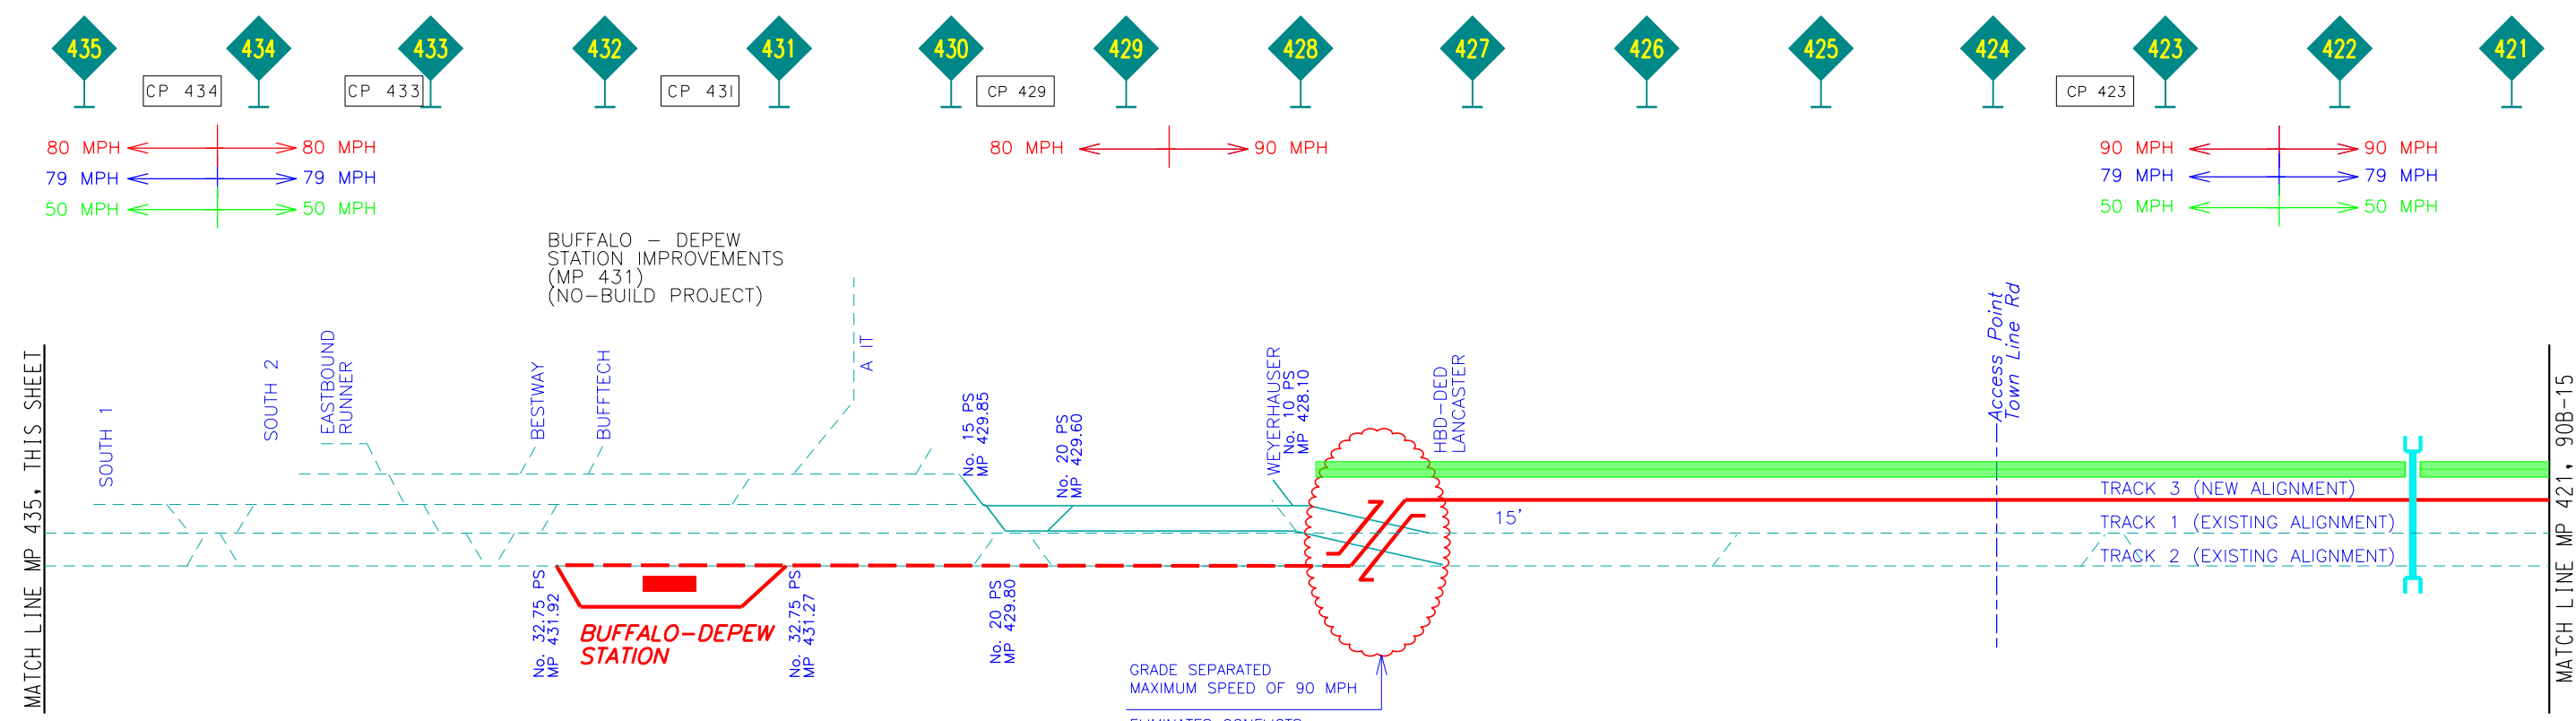 435
434
433
432
431
430
429
428
427
426
425
424
423
422
421
CP 434
CP 433
CP 431
CP 429
CP 423
80 MPH
80 MPH
79 MPH
79 MPH
50 MPH
50 MPH
80 MPH
90 MPH
90 MPH
90 MPH
79 MPH
79 MPH
50 MPH
50 MPH
BUFFALO - DEPEW
STATION IMPROVEMENTS
(MP 431)
(NO-BUILD PROJECT)
MATCH LINE MP 435, THIS SHEET
SOUTH 1
SOUTH 2
EASTBOUND
RUNNER
BESTWAY
BUFFTECH
A IT
No. 15 PS
MP 429.85
No. 20 PS
MP 429.60
WEYERHAUSER
No. 10 PS
MP 428.10
HBD-DED
LANCASTER
Access Point
Town Line Rd
15'
TRACK 3 (NEW ALIGNMENT)
TRACK 1 (EXISTING ALIGNMENT)
TRACK 2 (EXISTING ALIGNMENT)
No. 32.75 PS
MP 431.92
BUFFALO-DEPEW
STATION
No. 32.75 PS
MP 431.27
No. 20 PS
MP 429.80
GRADE SEPARATED
MAXIMUM SPEED OF 90 MPH
MATCH LINE MP 421, 90B-15